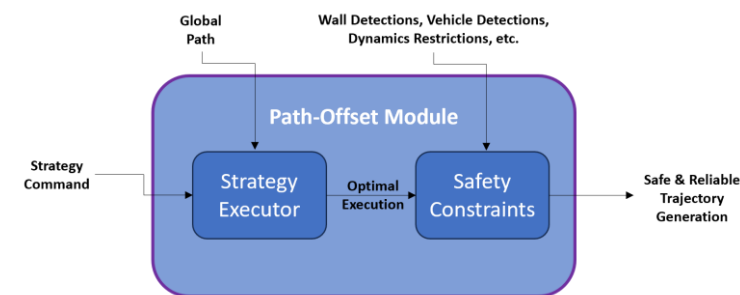 Global
Path
Wall Detections, Vehicle Detections,
Dynamics Restrictions, etc.
Path-Offset Module
Strategy
Command
Strategy
Executor
Optimal
Execution
Safety
Constraints
Safe & Reliable
Trajectory
Generation